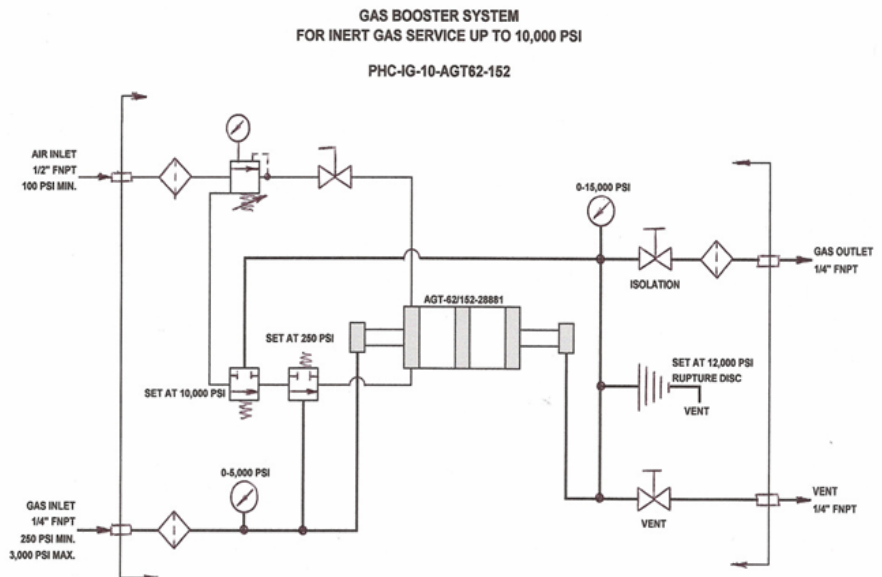 GAS BOOSTER SYSTEM
FOR INERT GAS SERVICE UP TO 10,000 PSI
PHC-IG-10-AGT62-152
AIR INLET
1/2" FNPT
100 PSI MIN.
0-15,000 PSI
GAS OUTLET
1/4" FNPT
ISOLATION
AGT-62/152-28881
SET AT 250 PSI
SET AT 10,000 PSI
SET AT 12,000 PSI
RUPTURE DISC
VENT
0-5,000 PSI
GAS INLET
1/4" FNPT
250 PSI MIN.
3,000 PSI MAX.
VENT
VENT
1/4" FNPT